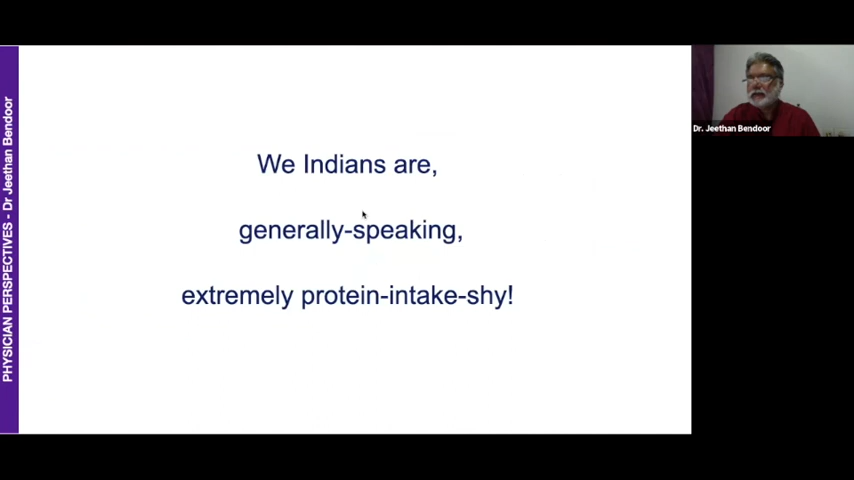 PHYSICIAN PERSPECTIVES - Dr Jeethan Bendoor
We Indians are,
generally-speaking,
extremely protein-intake-shy!
Dr. Jeethan Bendoor